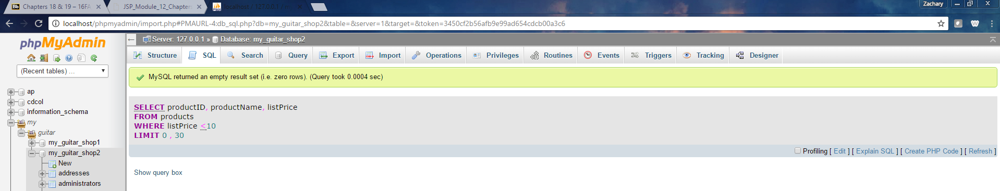 Bb Chapters 18 & 19 – 16FA
JSP_Module_12_Chapters
PMA localhost / 127.0.0.1 / my
Zachary
localhost/phpmyadmin/import.php#PMAURL-4:db_sql.php?db=my_guitar_shop2&table=&server=1&target=&token=3450cf2b56afb9e99ad654cdcb00a3c6
W
phpMyAdmin
(Recent tables) ...
ap
cdcol
information_schema
my
guitar
my_guitar_shop1
my_guitar_shop2
New
addresses
administrators
Server: 127.0.0.1 » Database: my_guitar_shop2
Structure SQL Search Query Export Import Operations Privileges Routines Events Triggers Tracking Designer
MySQL returned an empty result set (i.e. zero rows). (Query took 0.0004 sec)
SELECT productID, productName, listPrice
FROM products
WHERE listPrice <10
LIMIT 0 , 30
Profiling [ Edit ] [ Explain SQL ] [ Create PHP Code ] [ Refresh ]
Show query box